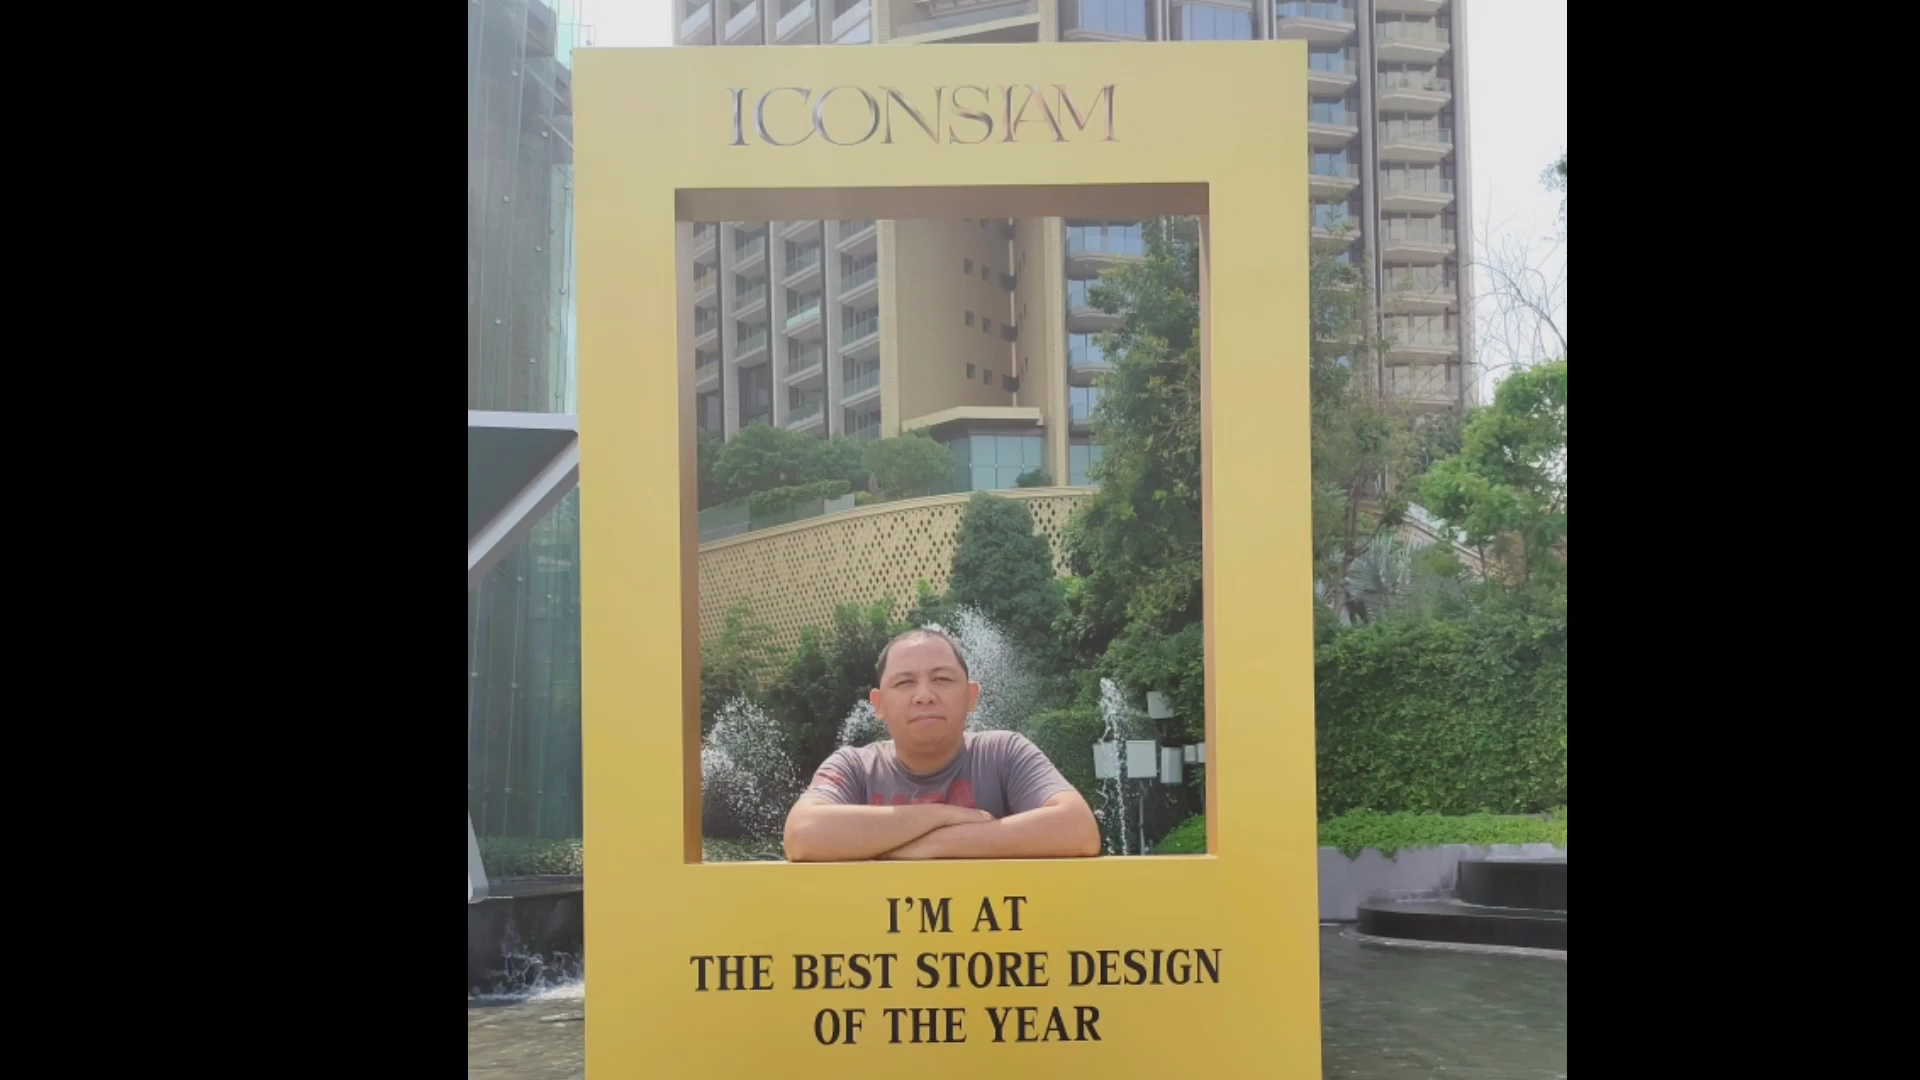 ICONSIAM
I'M AT
THE BEST STORE DESIGN
OF THE YEAR